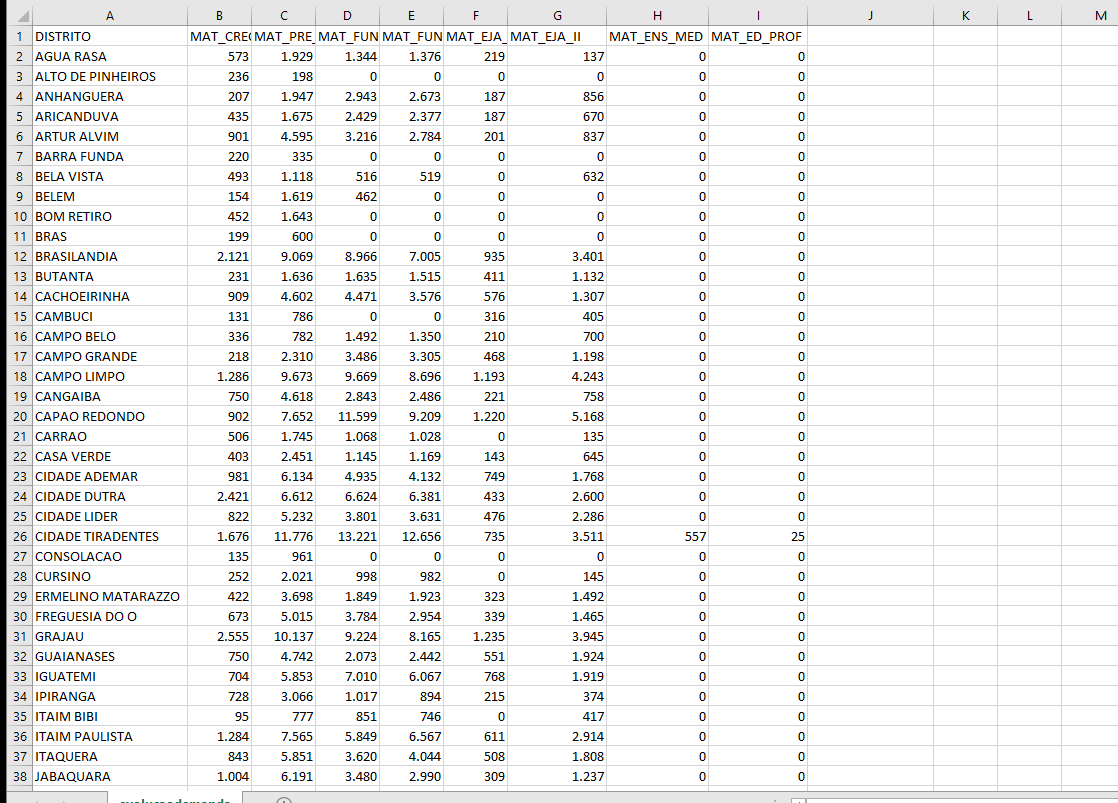 A B C D E F G H I J K L M
1 DISTRITO MAT_CRE MAT_PRE_ MAT_FUN MAT_FUN MAT_EJA_ MAT_EJA_II MAT_ENS_MED MAT_ED_PROF
2 AGUA RASA 573 1.929 1.344 1.376 219 137 0 0
3 ALTO DE PINHEIROS 236 198 0 0 0 0 0 0
4 ANHANGUERA 207 1.947 2.943 2.673 187 856 0 0
5 ARICANDUVA 435 1.675 2.429 2.377 187 670 0 0
6 ARTUR ALVIM 901 4.595 3.216 2.784 201 837 0 0
7 BARRA FUNDA 220 335 0 0 0 0 0 0
8 BELA VISTA 493 1.118 516 519 0 632 0 0
9 BELEM 154 1.619 462 0 0 0 0 0
10 BOM RETIRO 452 1.643 0 0 0 0 0 0
11 BRAS 199 600 0 0 0 0 0 0
12 BRASILANDIA 2.121 9.069 8.966 7.005 935 3.401 0 0
13 BUTANTA 231 1.636 1.635 1.515 411 1.132 0 0
14 CACHOEIRINHA 909 4.602 4.471 3.576 576 1.307 0 0
15 CAMBUCI 131 786 0 0 316 405 0 0
16 CAMPO BELO 336 782 1.492 1.350 210 700 0 0
17 CAMPO GRANDE 218 2.310 3.486 3.305 468 1.198 0 0
18 CAMPO LIMPO 1.286 9.673 9.669 8.696 1.193 4.243 0 0
19 CANGAIBA 750 4.618 2.843 2.486 221 758 0 0
20 CAPAO REDONDO 902 7.652 11.599 9.209 1.220 5.168 0 0
21 CARRAO 506 1.745 1.068 1.028 0 135 0 0
22 CASA VERDE 403 2.451 1.145 1.169 143 645 0 0
23 CIDADE ADEMAR 981 6.134 4.935 4.132 749 1.768 0 0
24 CIDADE DUTRA 2.421 6.612 6.624 6.381 433 2.600 0 0
25 CIDADE LIDER 822 5.232 3.801 3.631 476 2.286 0 0
26 CIDADE TIRADENTES 1.676 11.776 13.221 12.656 735 3.511 557 25
27 CONSOLACAO 135 961 0 0 0 0 0 0
28 CURSINO 252 2.021 998 982 0 145 0 0
29 ERMELINO MATARAZZO 422 3.698 1.849 1.923 323 1.492 0 0
30 FREGUESIA DO O 673 5.015 3.784 2.954 339 1.465 0 0
31 GRAJAU 2.555 10.137 9.224 8.165 1.235 3.945 0 0
32 GUAIANASES 750 4.742 2.073 2.442 551 1.924 0 0
33 IGUATEMI 704 5.853 7.010 6.067 768 1.919 0 0
34 IPIRANGA 728 3.066 1.017 894 215 374 0 0
35 ITAIM BIBI 95 777 851 746 0 417 0 0
36 ITAIM PAULISTA 1.284 7.565 5.849 6.567 611 2.914 0 0
37 ITAQUERA 843 5.851 3.620 4.044 508 1.808 0 0
38 JABAQUARA 1.004 6.191 3.480 2.990 309 1.237 0 0